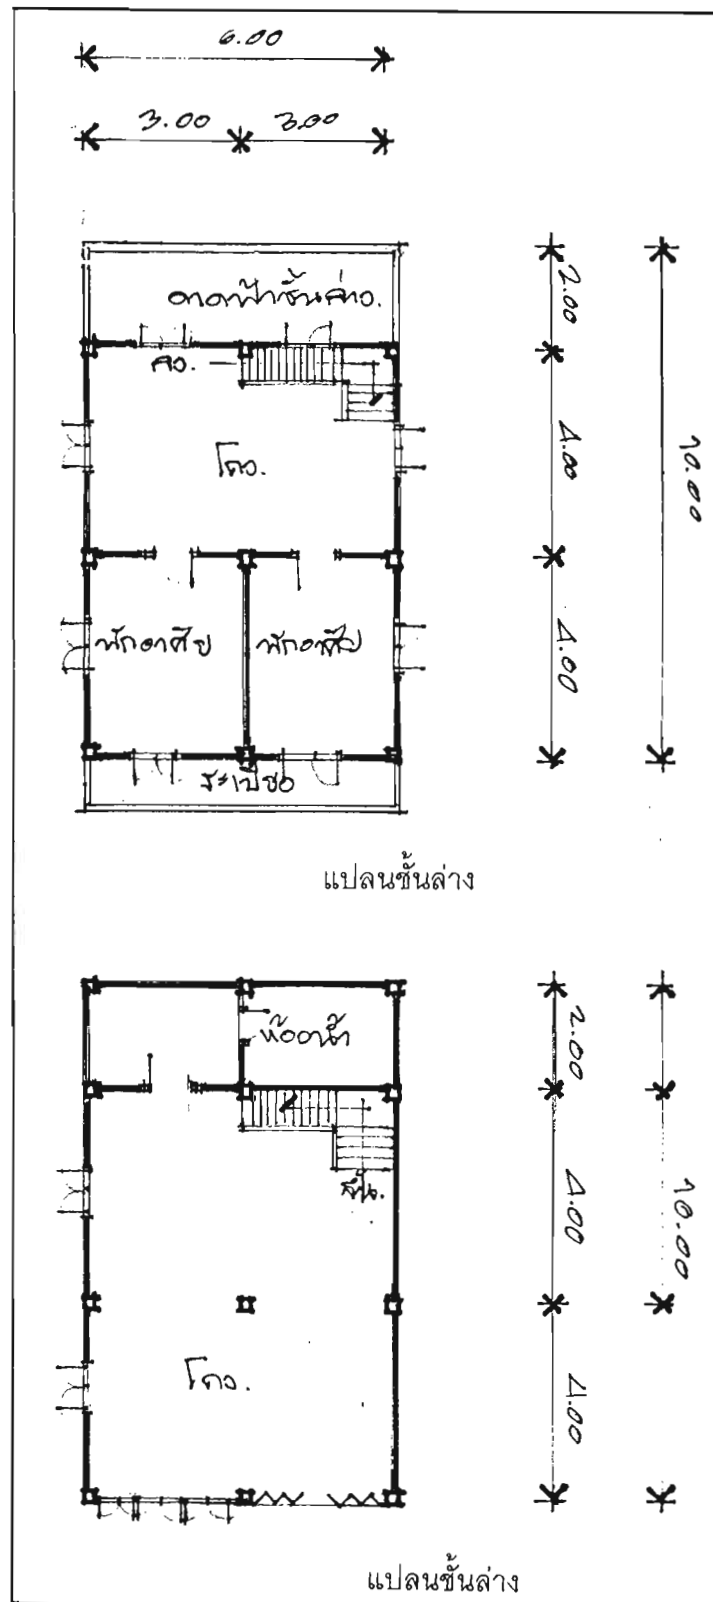 6.00
3.00 3.00
ดาดฟ้าชั้นล่าง.
2.00
ลง.
โถง.
4.00
10.00
พักอาศัย พักอาศัย
4.00
ระเบียง
แปลนชั้นล่าง
ห้องน้ำ
2.00
ขึ้น.
4.00
10.00
โถง.
4.00
แปลนชั้นล่าง